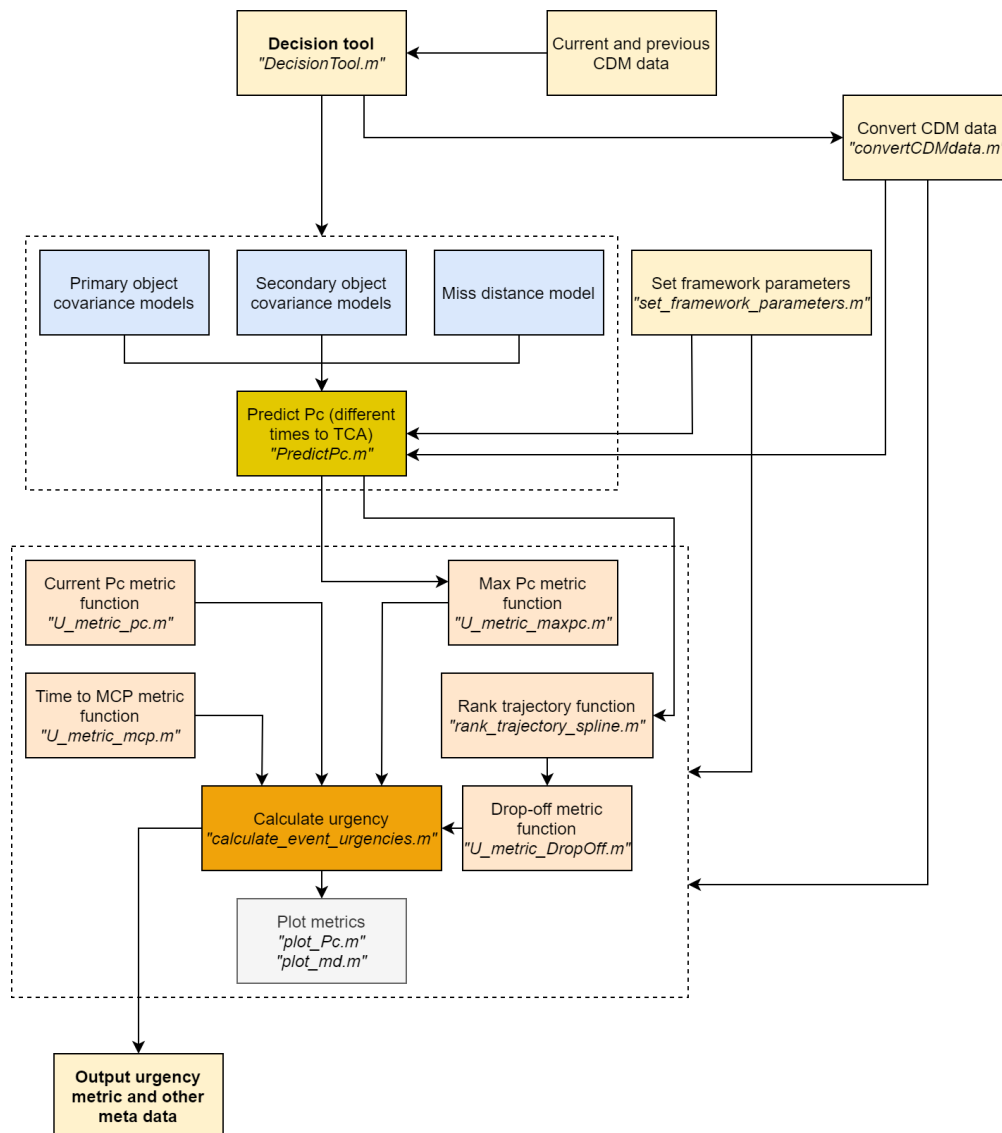 Decision tool
"DecisionTool.m"
Current and previous
CDM data
Convert CDM data
"convertCDMdata.m"
Primary object
covariance models
Secondary object
covariance models
Miss distance model
Set framework parameters
"set_framework_parameters.m"
Predict Pc (different
times to TCA)
"PredictPc.m"
Current Pc metric
function
"U_metric_pc.m"
Max Pc metric
function
"U_metric_maxpc.m"
Time to MCP metric
function
"U_metric_mcp.m"
Rank trajectory function
"rank_trajectory_spline.m"
Calculate urgency
"calculate_event_urgencies.m"
Drop-off metric
function
"U_metric_DropOff.m"
Plot metrics
"plot_Pc.m"
"plot_md.m"
Output urgency
metric and other
meta data